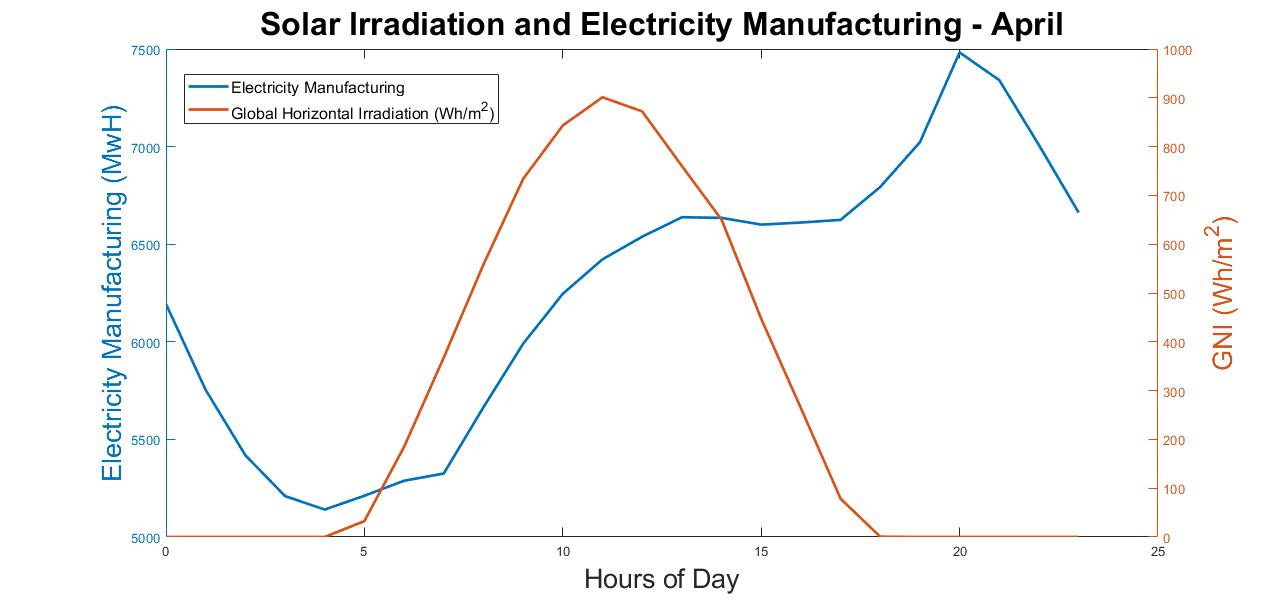 Solar Irradiation and Electricity Manufacturing - April
Electricity Manufacturing (MwH)
7500
7000
6500
6000
5500
5000
Electricity Manufacturing
Global Horizontal Irradiation (Wh/m²)
1000
900
800
700
600
500
400
300
200
100
0
GNI (Wh/m²)
0 5 10 15 20 25
Hours of Day